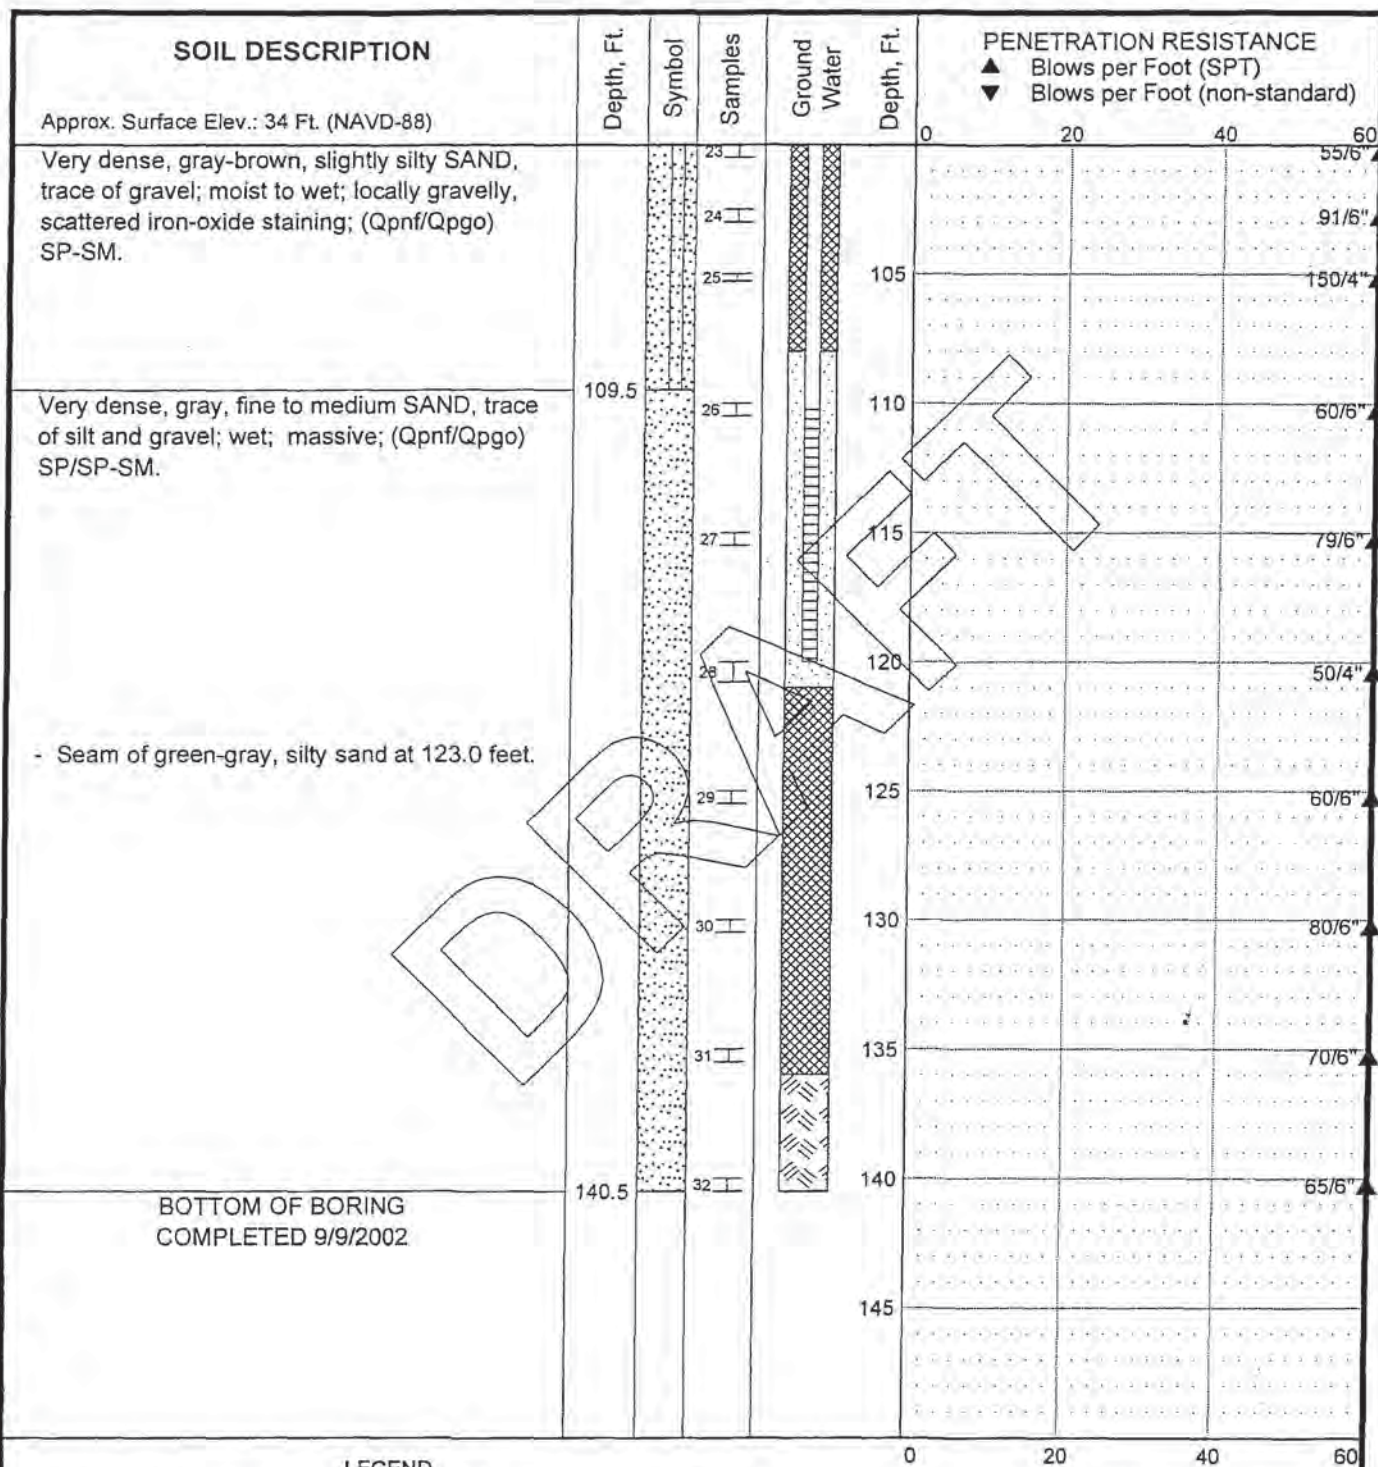 SOIL DESCRIPTION
Approx. Surface Elev.: 34 Ft. (NAVD-88)
Depth, Ft.
Symbol
Samples
Ground
Water
Depth, Ft.
PENETRATION RESISTANCE
▲ Blows per Foot (SPT)
▼ Blows per Foot (non-standard)
0 20 40 60
Very dense, gray-brown, slightly silty SAND,
trace of gravel; moist to wet; locally gravelly,
scattered iron-oxide staining; (Qpnf/Qpgo)
SP-SM.
23
55/6"
24
91/6"
25
105
150/4"
109.5
Very dense, gray, fine to medium SAND, trace
of silt and gravel; wet; massive; (Qpnf/Qpgo)
SP/SP-SM.
26
110
60/6"
27
115
79/6"
28
120
50/4"
- Seam of green-gray, silty sand at 123.0 feet.
29
125
60/6"
30
130
80/6"
31
135
70/6"
32
140
65/6"
140.5
BOTTOM OF BORING
COMPLETED 9/9/2002
145
0 20 40 60
LEGEND
DRAFT